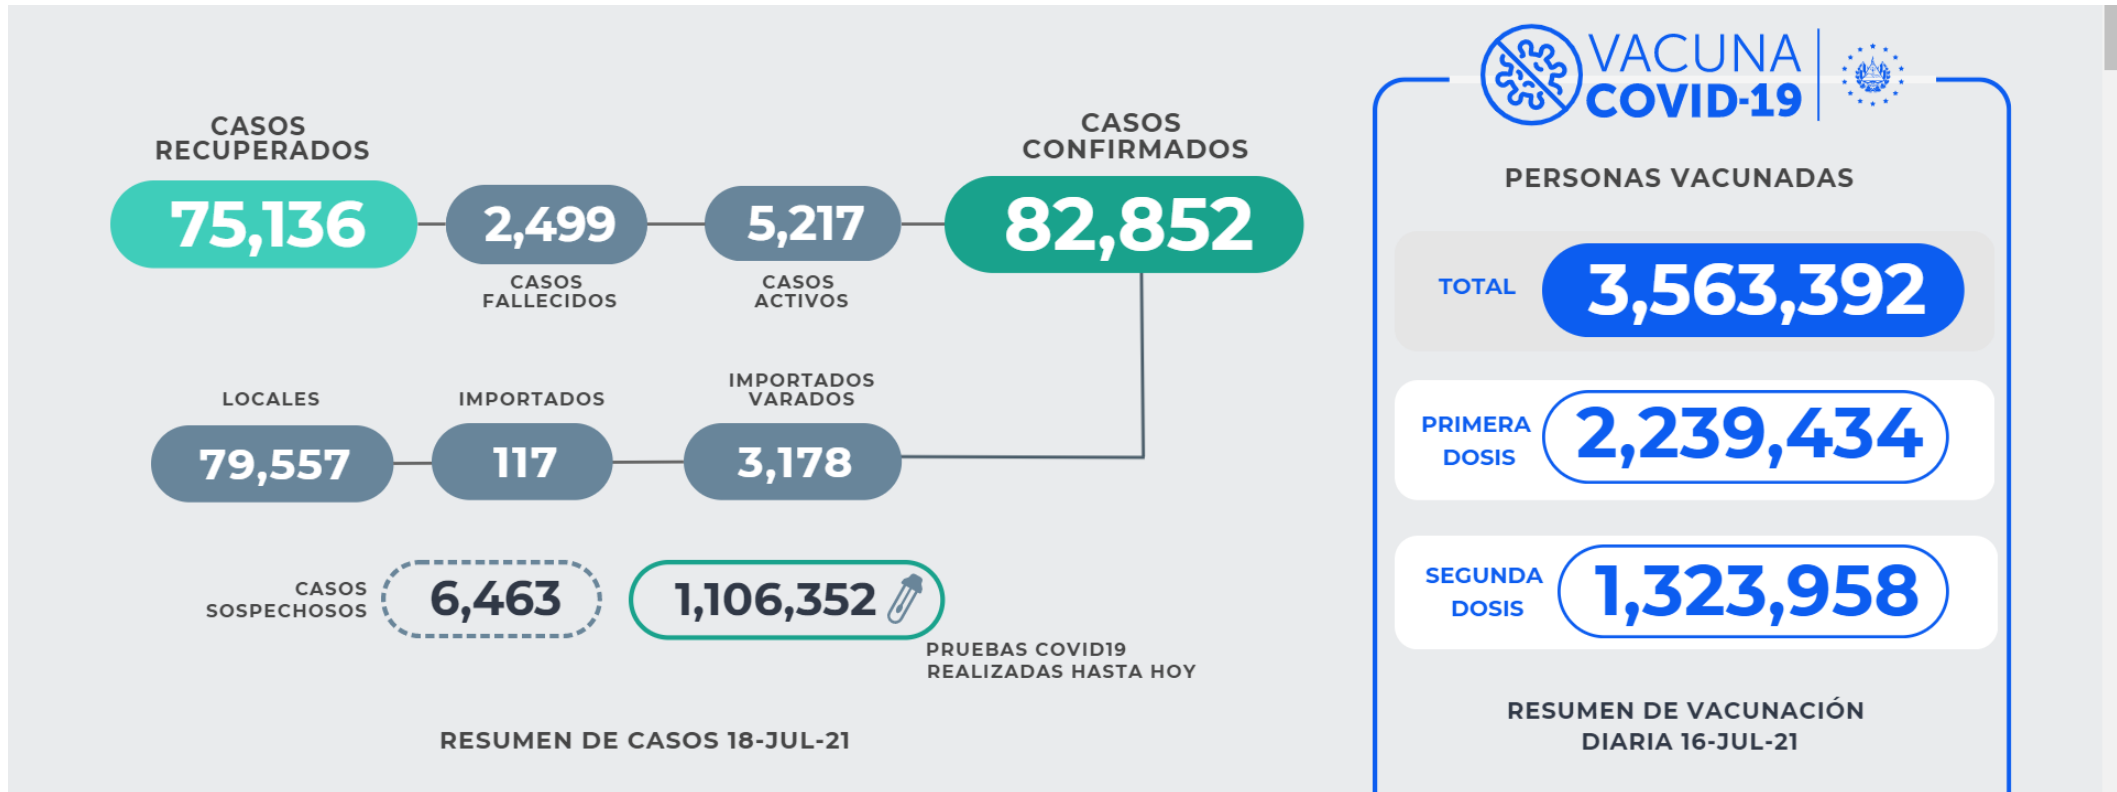 CASOS
RECUPERADOS
75,136
2,499
CASOS
FALLECIDOS
5,217
CASOS
ACTIVOS
CASOS
CONFIRMADOS
82,852
LOCALES
79,557
IMPORTADOS
117
IMPORTADOS
VARADOS
3,178
CASOS
SOSPECHOSOS
6,463
1,106,352
PRUEBAS COVID19
REALIZADAS HASTA HOY
RESUMEN DE CASOS 18-JUL-21
VACUNA
COVID-19
PERSONAS VACUNADAS
TOTAL
3,563,392
PRIMERA
DOSIS
2,239,434
SEGUNDA
DOSIS
1,323,958
RESUMEN DE VACUNACIÓN
DIARIA 16-JUL-21